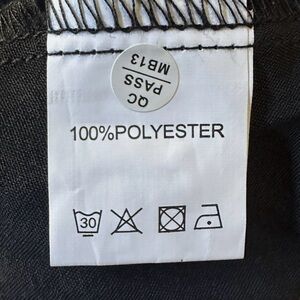 QC
PASS
MB13
100%POLYESTER
30